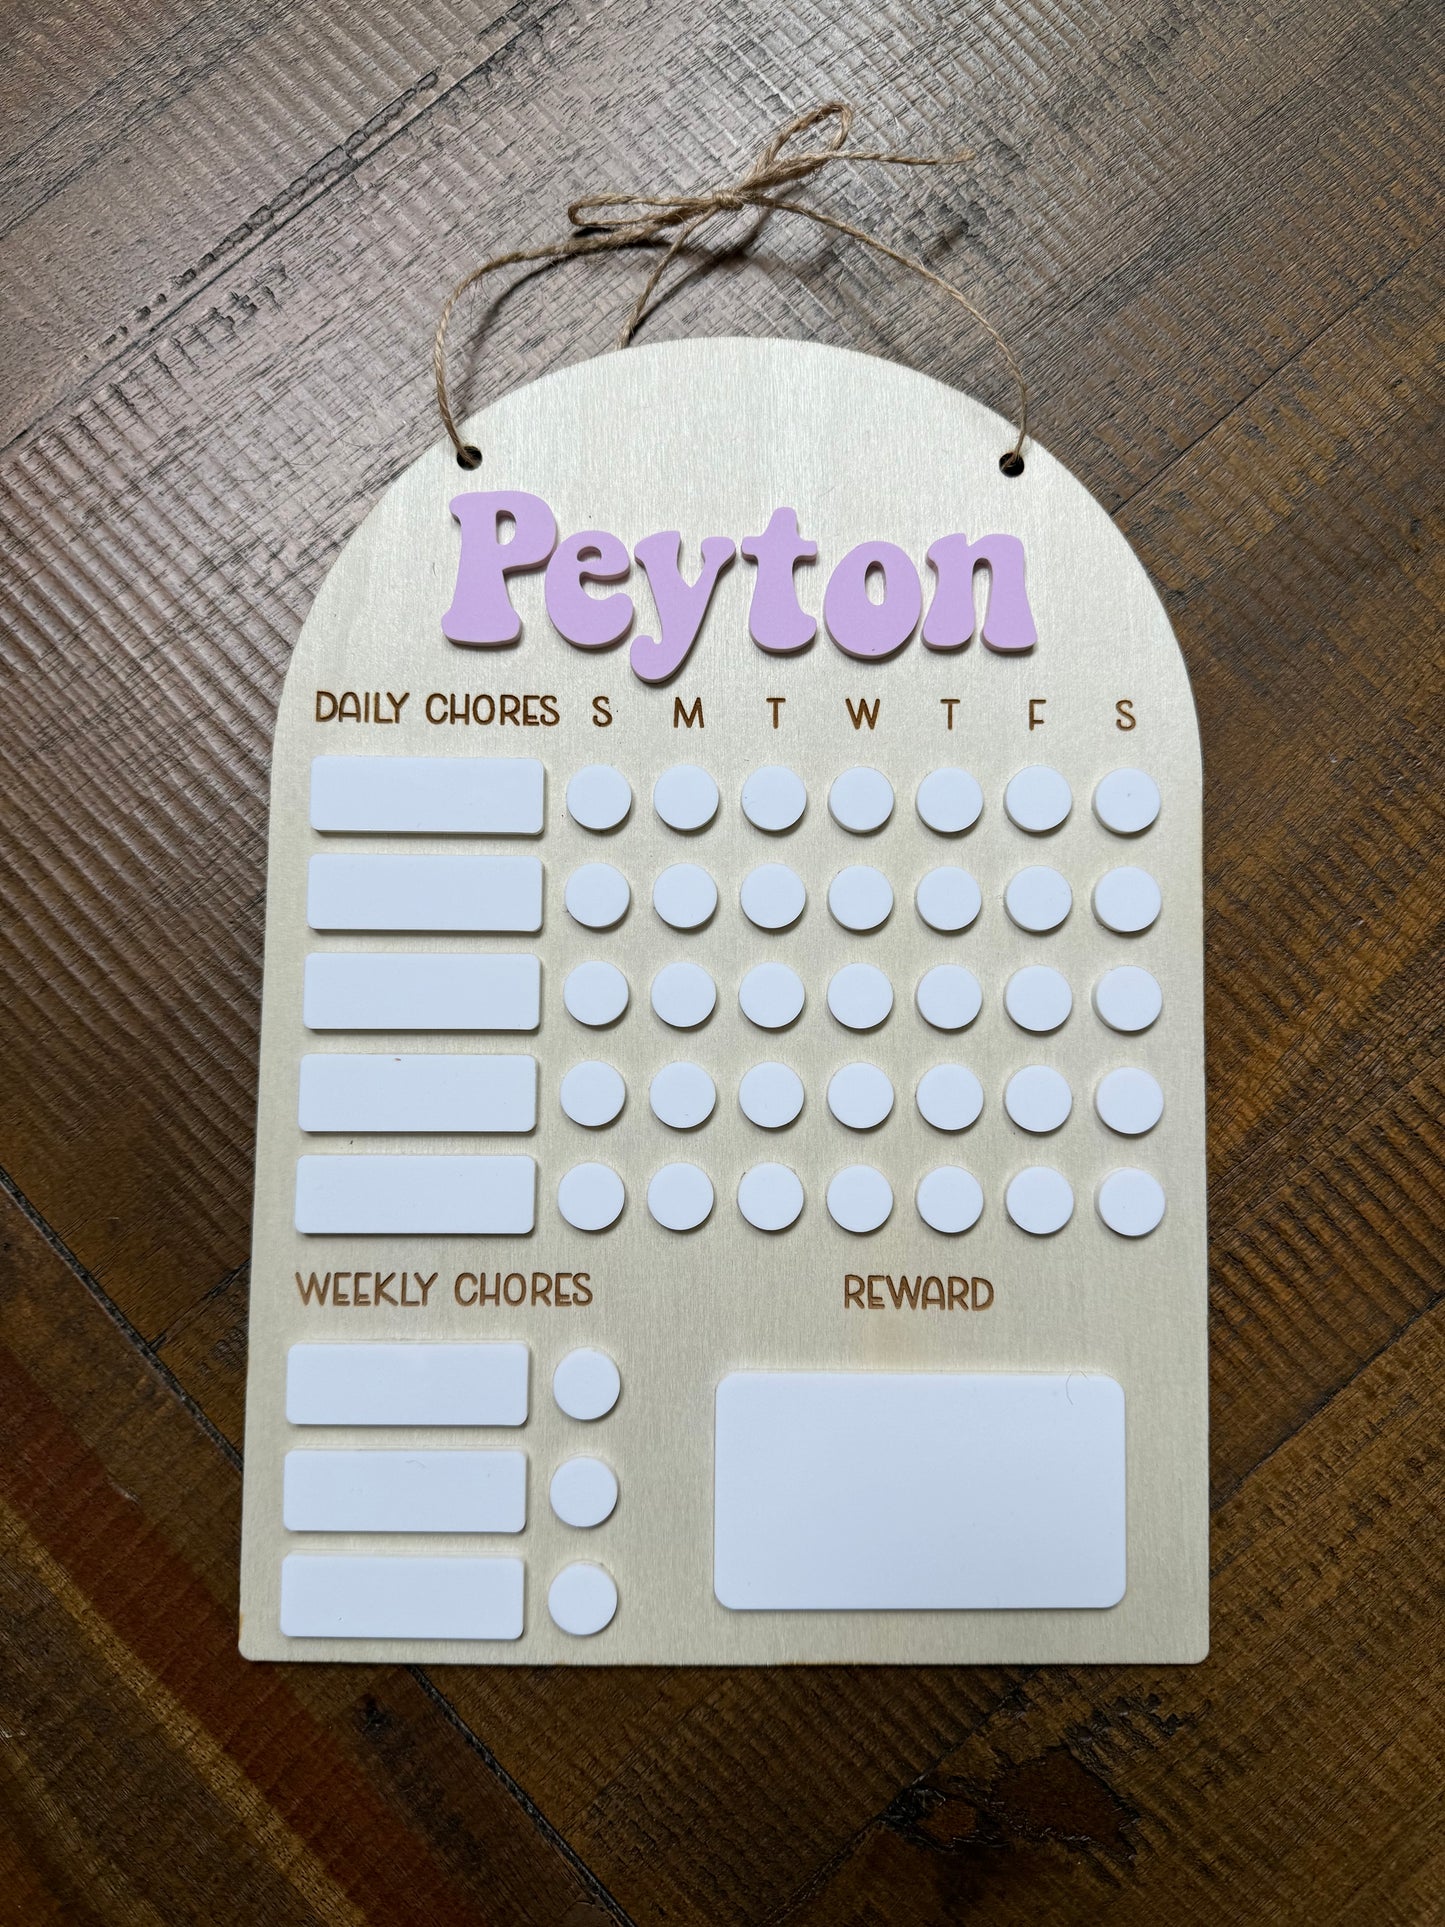 Peyton
DAILY CHORES S M T W T F S
WEEKLY CHORES REWARD